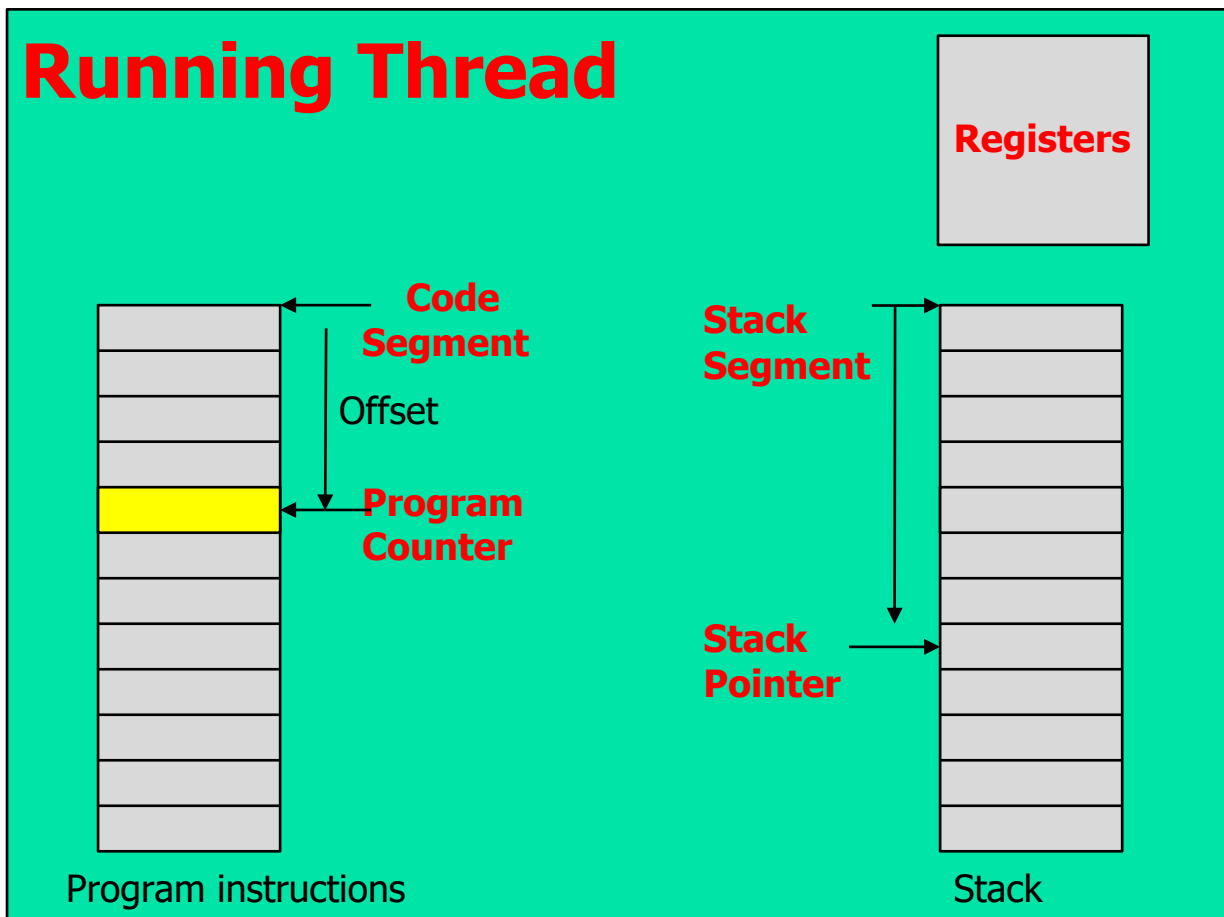 Running Thread
Registers
Code
Segment
Offset
Program
Counter
Stack
Segment
Stack
Pointer
Program instructions
Stack